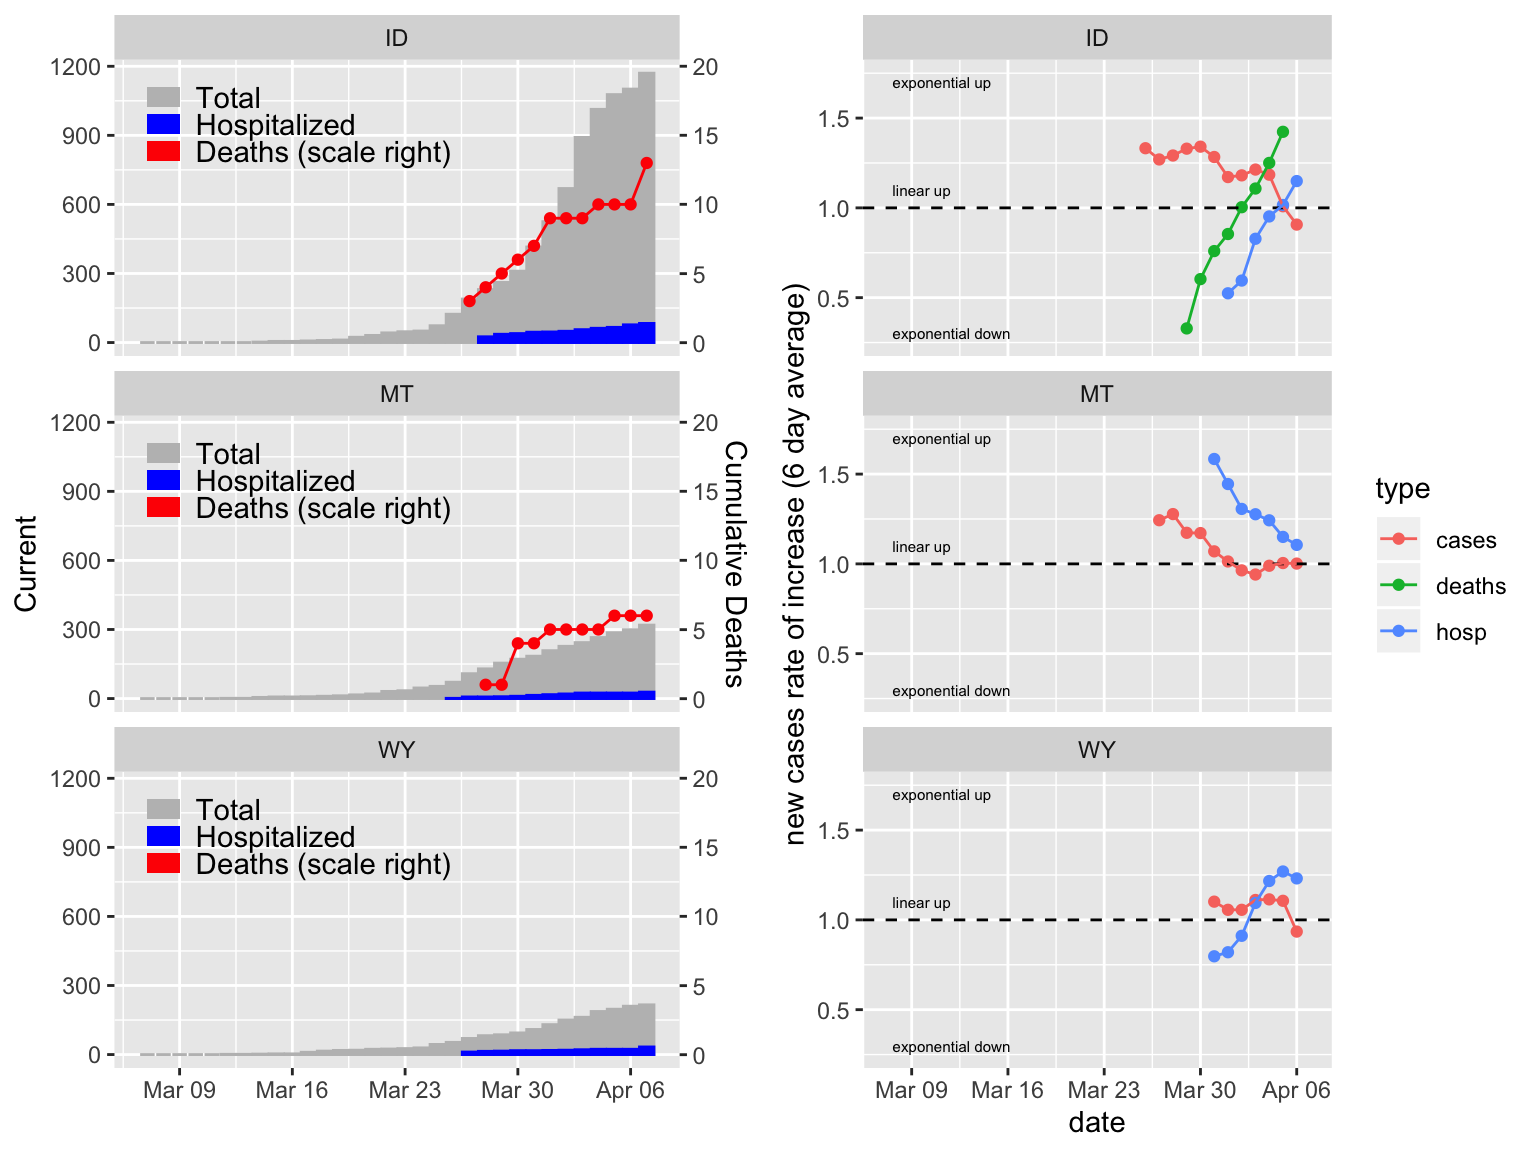 ID
1200
900
600
300
0
Total
Hospitalized
Deaths (scale right)
20
15
10
5
0
MT
1200
900
600
300
0
Total
Hospitalized
Deaths (scale right)
20
15
10
5
0
WY
1200
900
600
300
0
Total
Hospitalized
Deaths (scale right)
20
15
10
5
0
Mar 09
Mar 16
Mar 23
Mar 30
Apr 06
Current
Cumulative Deaths
ID
1.5
1.0
0.5
exponential up
linear up
exponential down
MT
1.5
1.0
0.5
exponential up
linear up
exponential down
WY
1.5
1.0
0.5
exponential up
linear up
exponential down
Mar 09
Mar 16
Mar 23
Mar 30
Apr 06
date
new cases rate of increase (6 day average)
type
cases
deaths
hosp